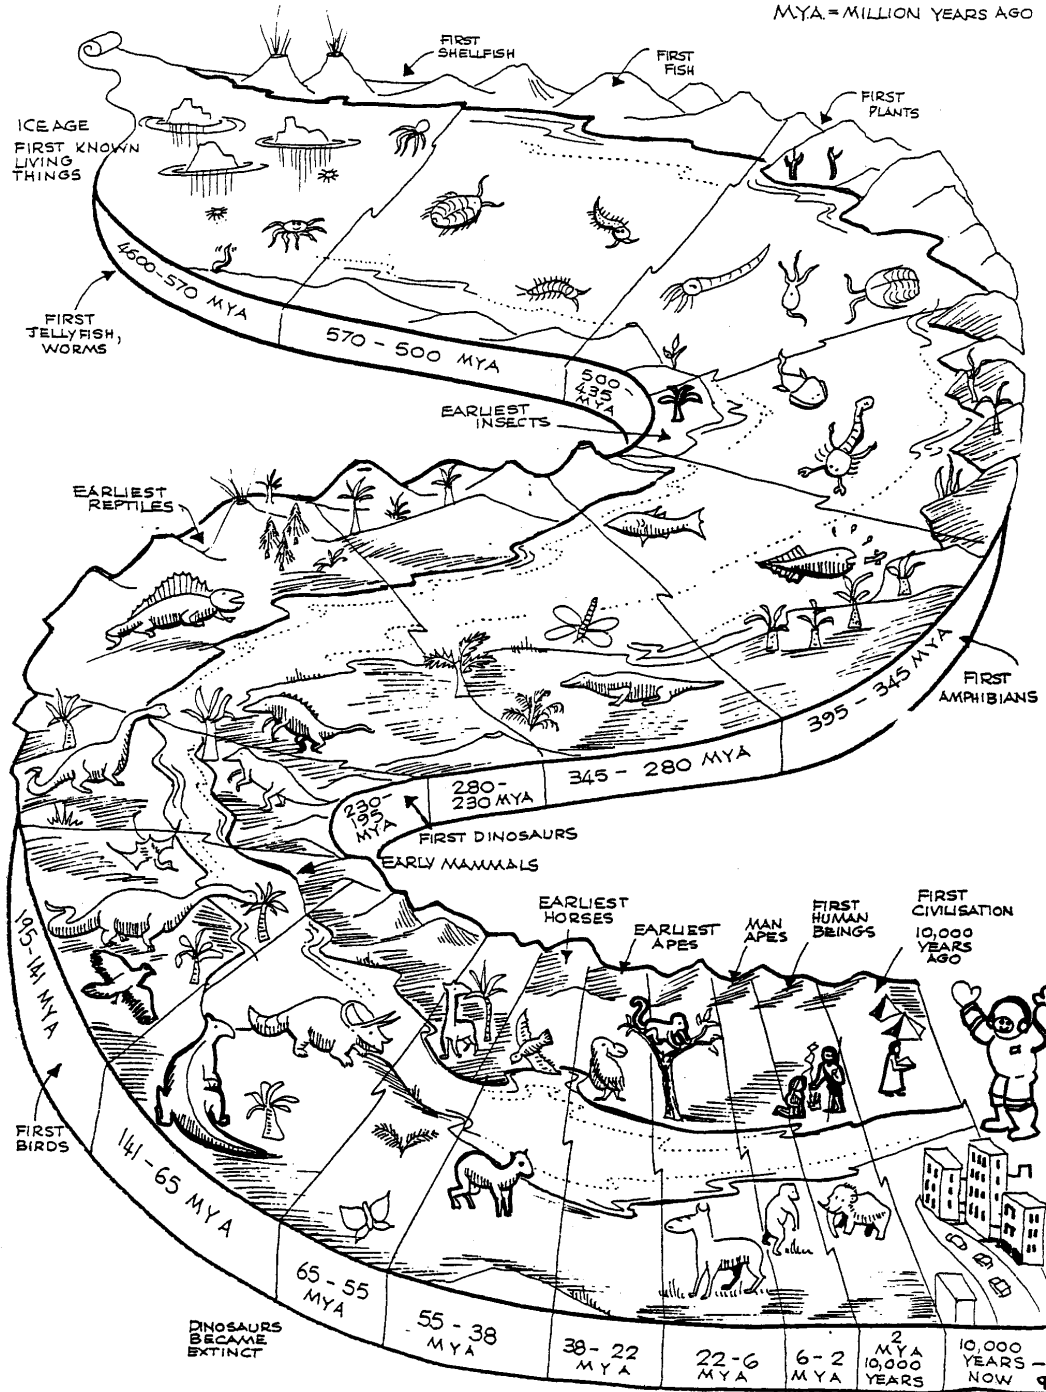 M.Y.A. = MILLION YEARS AGO
FIRST
SHELLFISH
FIRST
FISH
FIRST
PLANTS
ICE AGE
FIRST KNOWN
LIVING
THINGS
4600-570 MYA
FIRST
JELLYFISH,
WORMS
570 - 500 MYA
500 -
435
MYA
EARLIEST
INSECTS
EARLIEST
REPTILES
395 - 345 MYA
FIRST
AMPHIBIANS
345 - 280 MYA
280-
230 MYA
230-
195
MYA
FIRST DINOSAURS
EARLY MAMMALS
195-141 MYA
FIRST
BIRDS
EARLIEST
HORSES
EARLIEST
APES
MAN
APES
FIRST
HUMAN
BEINGS
FIRST
CIVILISATION
10,000
YEARS
AGO
141-65 MYA
65-55
MYA
DINOSAURS
BECAME
EXTINCT
55 - 38
MYA
38 - 22
MYA
22-6
MYA
6-2
MYA
2
MYA
10,000
YEARS
10,000
YEARS -
NOW